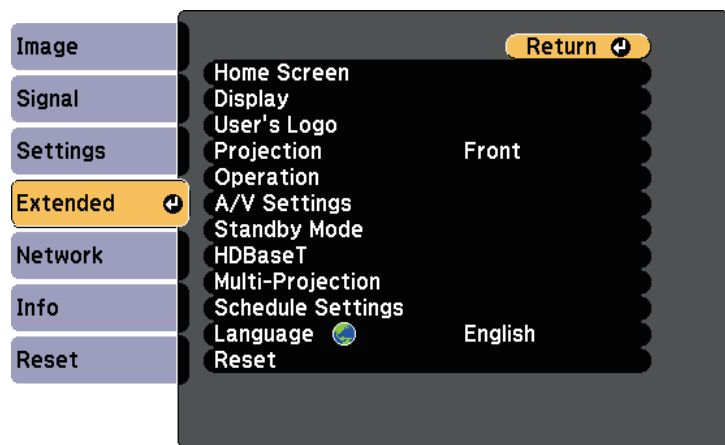 Image
Signal
Settings
Extended
Network
Info
Reset
Return
Home Screen
Display
User's Logo
Projection Front
Operation
A/V Settings
Standby Mode
HDBaseT
Multi-Projection
Schedule Settings
Language English
Reset